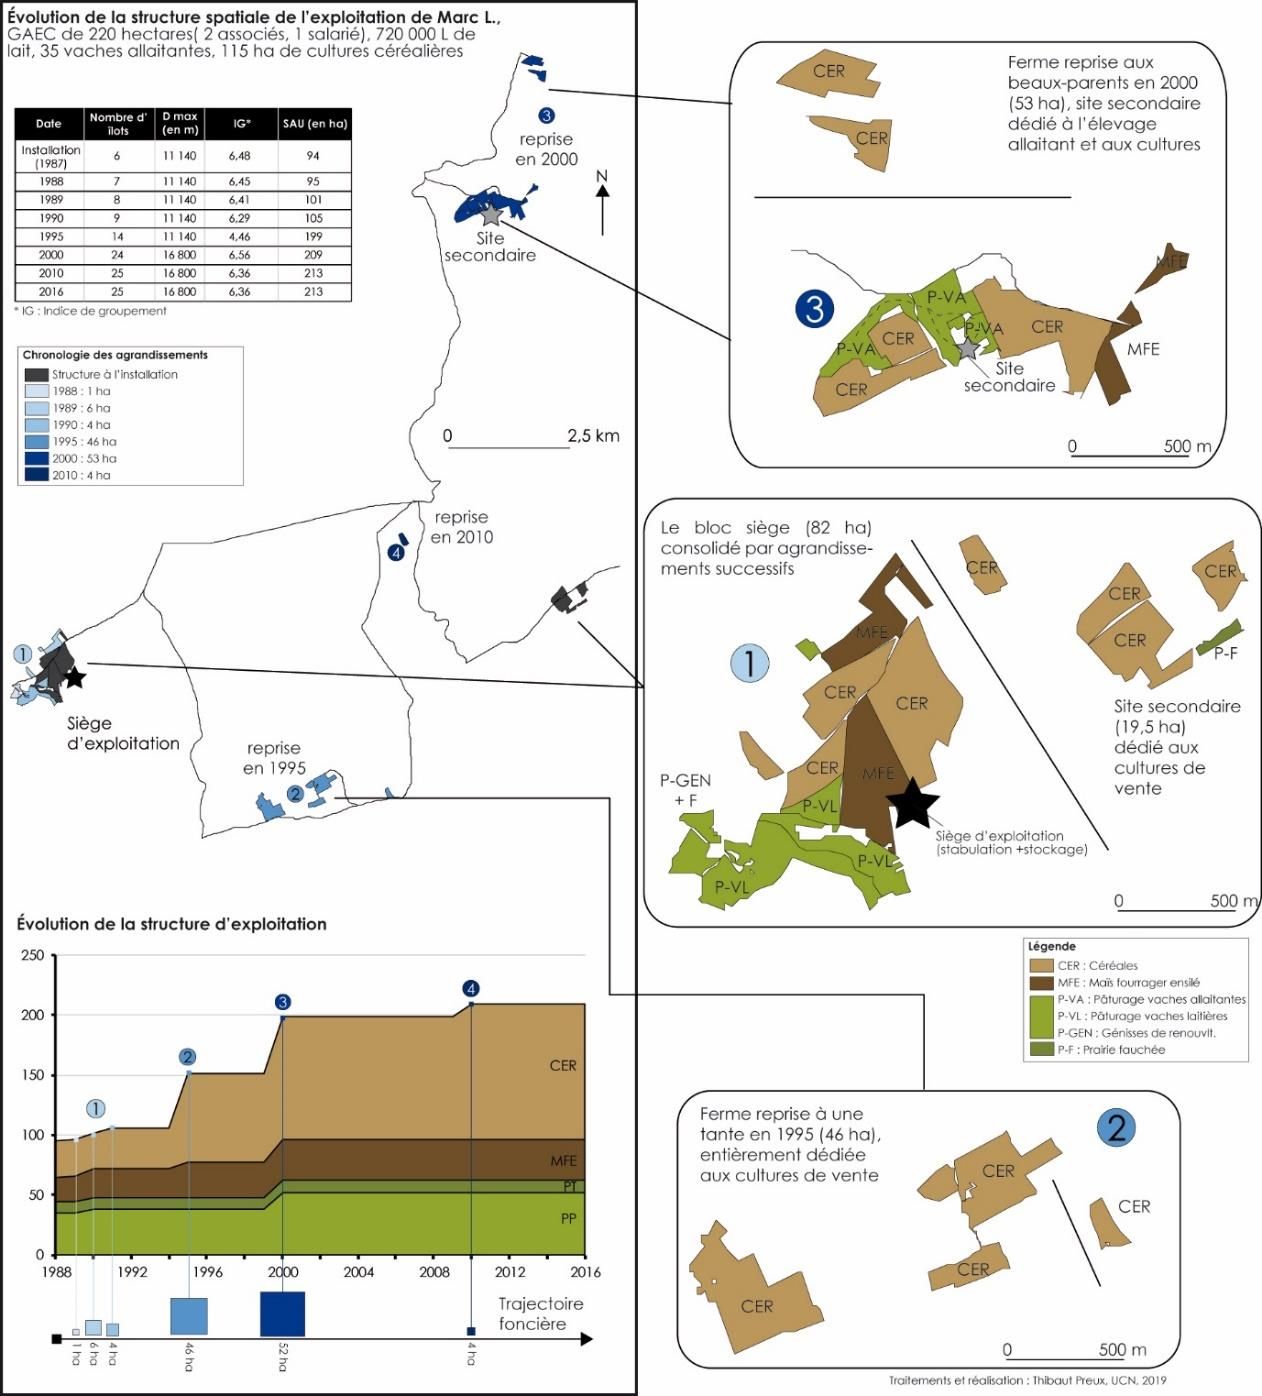 Évolution de la structure spatiale de l'exploitation de Marc L.,
GAEC de 220 hectares( 2 associés, 1 salarié), 720 000 L de
lait, 35 vaches allaitantes, 115 ha de cultures céréalières
Date Nombre d' îlots D max (en m) IG* SAU (en ha)
Installation (1987) 6 11 140 6,48 94
1988 7 11 140 6,45 95
1989 8 11 140 6,41 101
1990 9 11 140 6,29 105
1995 14 11 140 4,46 199
2000 24 16 800 6,56 209
2010 25 16 800 6,36 213
2016 25 16 800 6,36 213
* IG : Indice de groupement
Chronologie des agrandissements
Structure à l'installation
1988 : 1 ha
1989 : 6 ha
1990 : 4 ha
1995 : 46 ha
2000 : 53 ha
2010 : 4 ha
3
reprise
en 2000
N
Site
secondaire
0 2,5 km
reprise
en 2010
4
1
Siège
d'exploitation
reprise
en 1995
2
Ferme reprise aux
beaux-parents en 2000
(53 ha), site secondaire
dédié à l'élevage
allaitant et aux cultures
CER
CER
3
MFE
P-VA
P-VA
CER
CER
P-VA
MFE
CER
Site
secondaire
0 500 m
Le bloc siège (82 ha)
consolidé par agrandisse-
ments successifs
1
MFE
CER
CER
CER
MFE
P-GEN
+ F
P-VL
P-VL
P-VL
Siège d'exploitation
(stabulation +stockage)
CER
CER
CER
CER
P-F
Site secondaire
(19,5 ha)
dédié aux
cultures de
vente
0 500 m
Légende
CER : Céréales
MFE : Maïs fourrager ensilé
P-VA : Pâturage vaches allaitantes
P-VL : Pâturage vaches laitières
P-GEN : Génisses de renouvlt.
P-F : Prairie fauchée
Évolution de la structure d'exploitation
250
200
150
100
50
0
1
2
3
4
CER
MFE
PT
PP
1988 1992 1996 2000 2004 2008 2012 2016
Trajectoire
foncière
1 ha
6 ha
4 ha
46 ha
52 ha
4 ha
Ferme reprise à une
tante en 1995 (46 ha),
entièrement dédiée
aux cultures de vente
2
CER
CER
CER
CER
0 500 m
Traitements et réalisation : Thibaut Preux, UCN, 2019